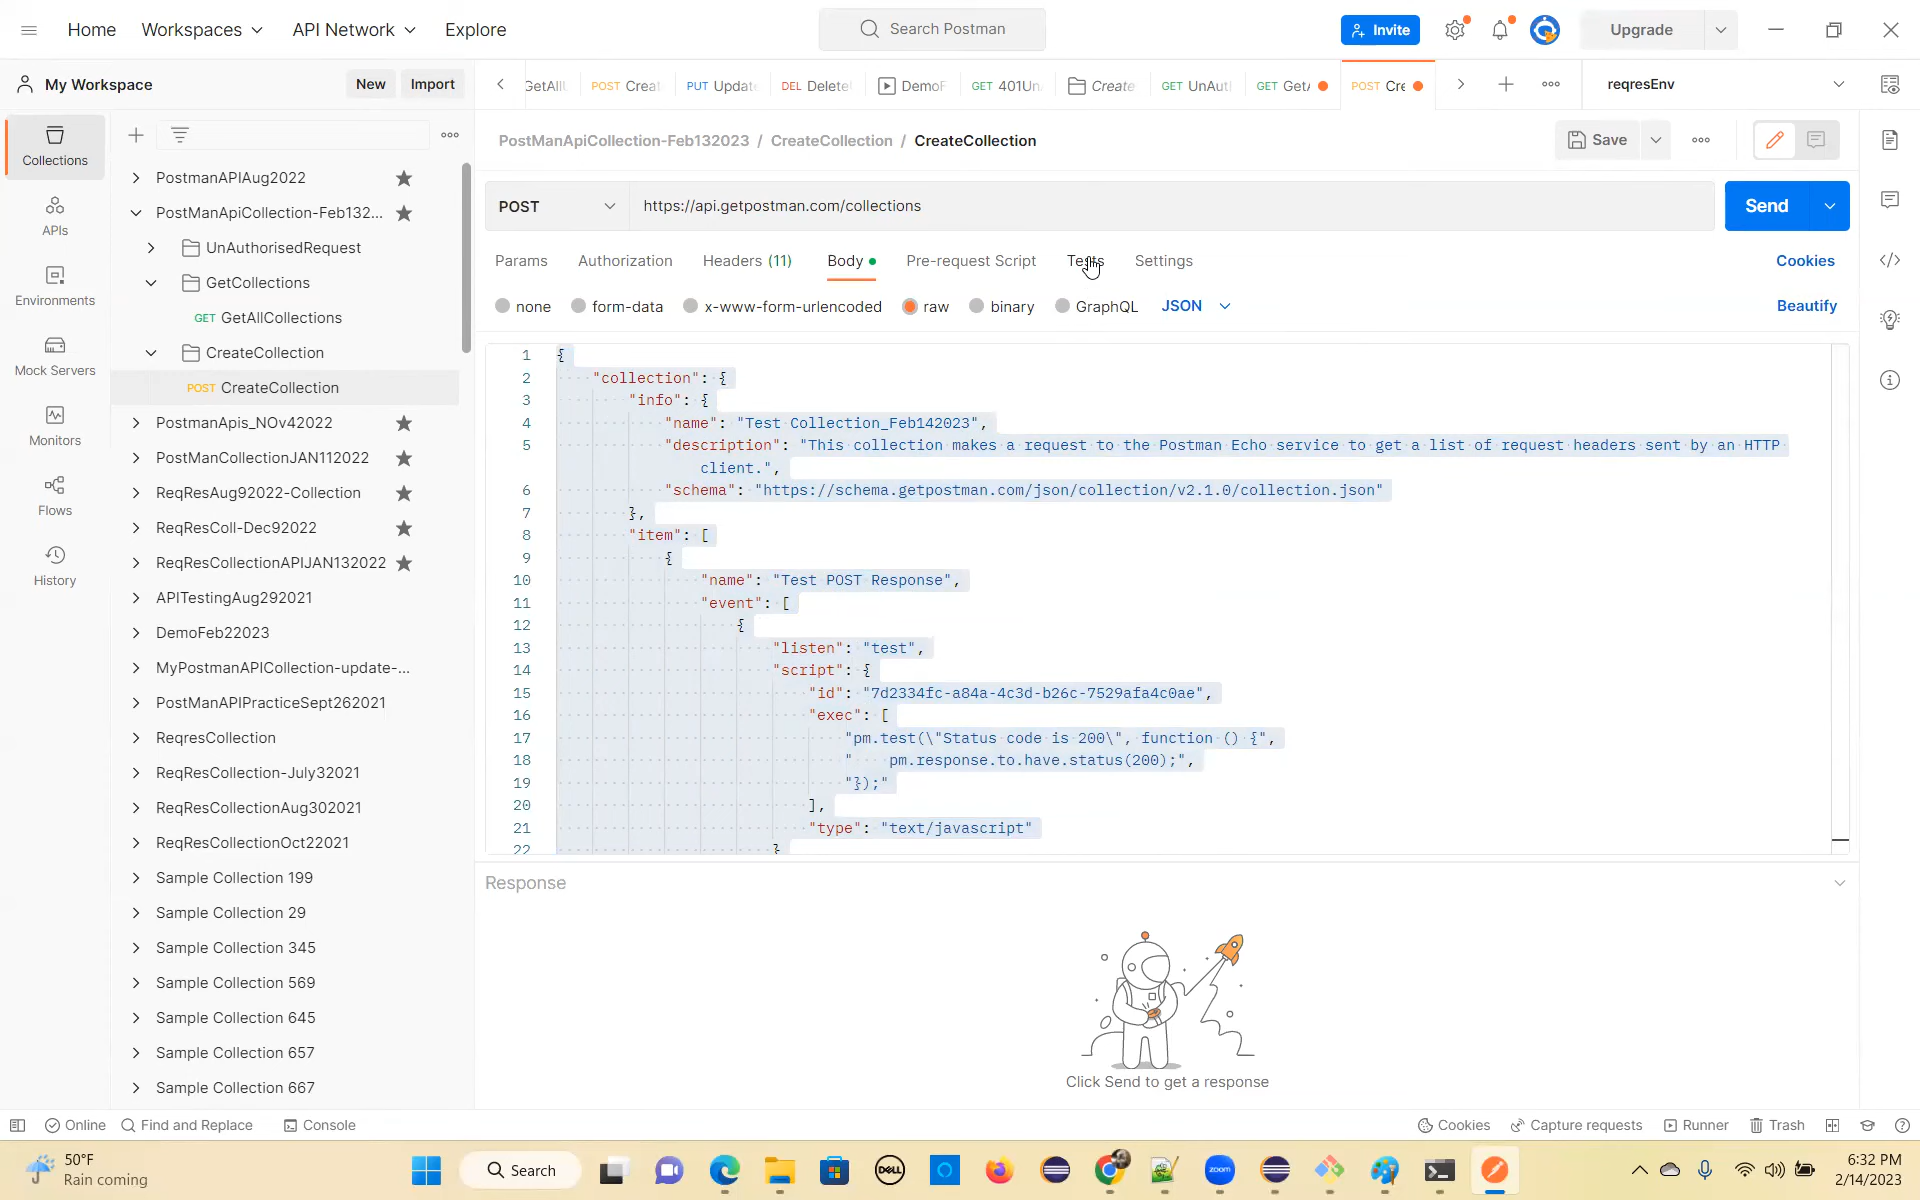 Home Workspaces API Network Explore Search Postman Invite Upgrade
My Workspace New Import GetAll POST Creat PUT Update DEL Delete DemoF GET 401Un Create GET UnAut GET GetA POST Cre reqresEnv
PostManApiCollection-Feb132023 / CreateCollection / CreateCollection Save
POST https://api.getpostman.com/collections Send
Params Authorization Headers (11) Body Pre-request Script Tests Settings Cookies
none form-data x-www-form-urlencoded raw binary GraphQL JSON Beautify
Collections
APIs
Environments
Mock Servers
Monitors
Flows
History
PostmanAPIAug2022
PostManApiCollection-Feb132...
UnAuthorisedRequest
GetCollections
GET GetAllCollections
CreateCollection
POST CreateCollection
PostmanApis_NOv42022
PostManCollectionJAN112022
ReqResAug92022-Collection
ReqResColl-Dec92022
ReqResCollectionAPIJAN132022
APITestingAug292021
DemoFeb22023
MyPostmanAPICollection-update-...
PostManAPIPracticeSept262021
ReqresCollection
ReqResCollection-July32021
ReqResCollectionAug302021
ReqResCollectionOct22021
Sample Collection 199
Sample Collection 29
Sample Collection 345
Sample Collection 569
Sample Collection 645
Sample Collection 657
Sample Collection 667
1 {
2 "collection": {
3 "info": {
4 "name": "Test Collection_Feb142023",
5 "description": "This collection makes a request to the Postman Echo service to get a list of request headers sent by an HTTP
client.",
6 "schema": "https://schema.getpostman.com/json/collection/v2.1.0/collection.json"
7 },
8 "item": [
9 {
10 "name": "Test POST Response",
11 "event": [
12 {
13 "listen": "test",
14 "script": {
15 "id": "7d2334fc-a84a-4c3d-b26c-7529afa4c0ae",
16 "exec": [
17 "pm.test(\"Status code is 200\", function () {",
18 " pm.response.to.have.status(200);",
19 "});"
20 ],
21 "type": "text/javascript"
22 }
Response
Click Send to get a response
Online Find and Replace Console Cookies Capture requests Runner Trash
50°F
Rain coming
Search
DELL
zoom
6:32 PM
2/14/2023